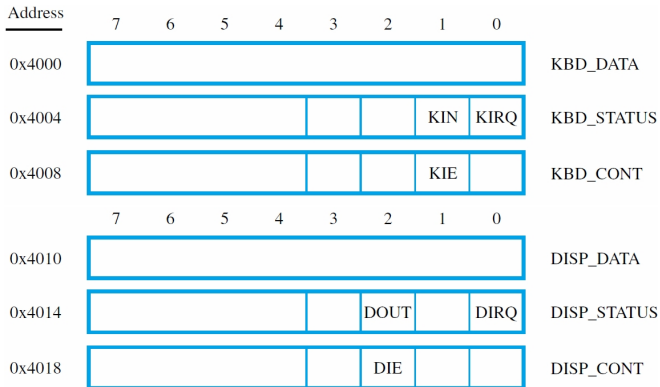 Address 7 6 5 4 3 2 1 0
0x4000 KBD_DATA
0x4004 KIN KIRQ KBD_STATUS
0x4008 KIE KBD_CONT
7 6 5 4 3 2 1 0
0x4010 DISP_DATA
0x4014 DOUT DIRQ DISP_STATUS
0x4018 DIE DISP_CONT